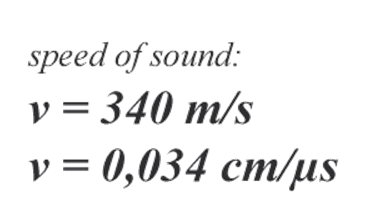 speed of sound:
v = 340 m/s
v = 0,034 cm/μs